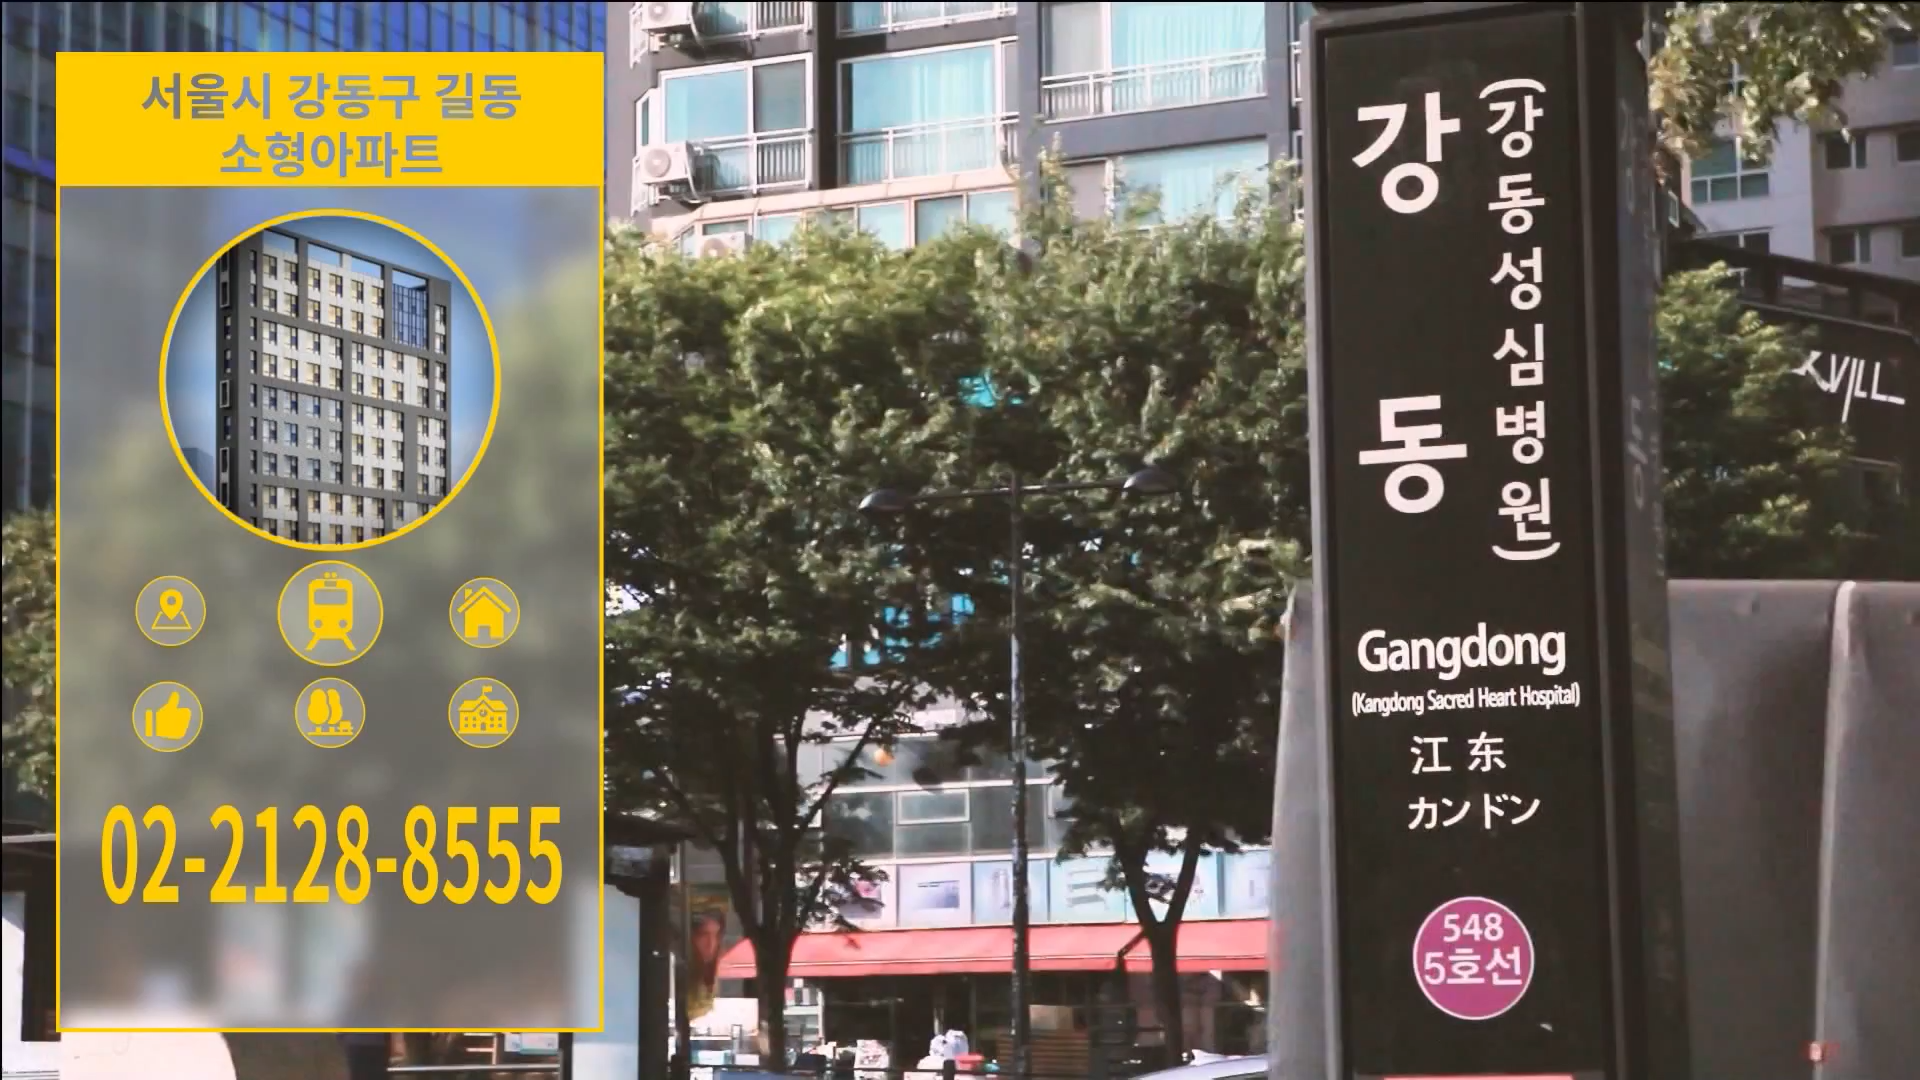 서울시 강동구 길동
소형아파트
02-2128-8555
강동
(강동성심병원)
Gangdong
(Kangdong Sacred Heart Hospital)
江东
カンドン
548
5호선